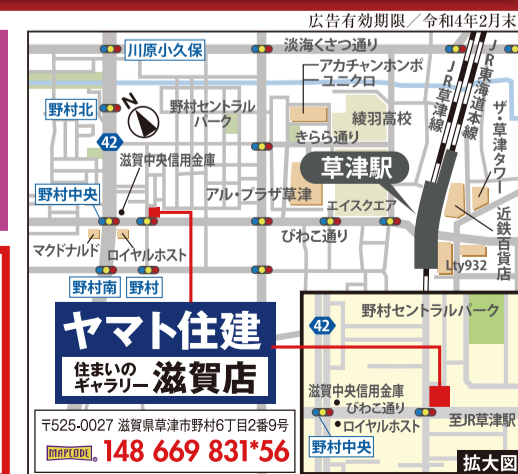 広告有効期限／令和4年2月末
川原小久保
淡海くさつ通り
アカチャンホンポ
ユニクロ
JR草津線
JR東海道本線
ザ・草津タワー
野村北
N
野村セントラル
パーク
綾羽高校
きらら通り
42
滋賀中央信用金庫
草津駅
野村中央
アル・プラザ草津
エイスクエア
近鉄百貨店
びわこ通り
マクドナルド
ロイヤルホスト
Lty932
野村南
野村
ヤマト住建
住まいの
ギャラリー
滋賀店
〒525-0027 滋賀県草津市野村6丁目2番9号
MAPCODE。148 669 831*56
野村セントラルパーク
42
滋賀中央信用金庫
びわこ通り
ロイヤルホスト
至JR草津駅
野村中央
拡大図